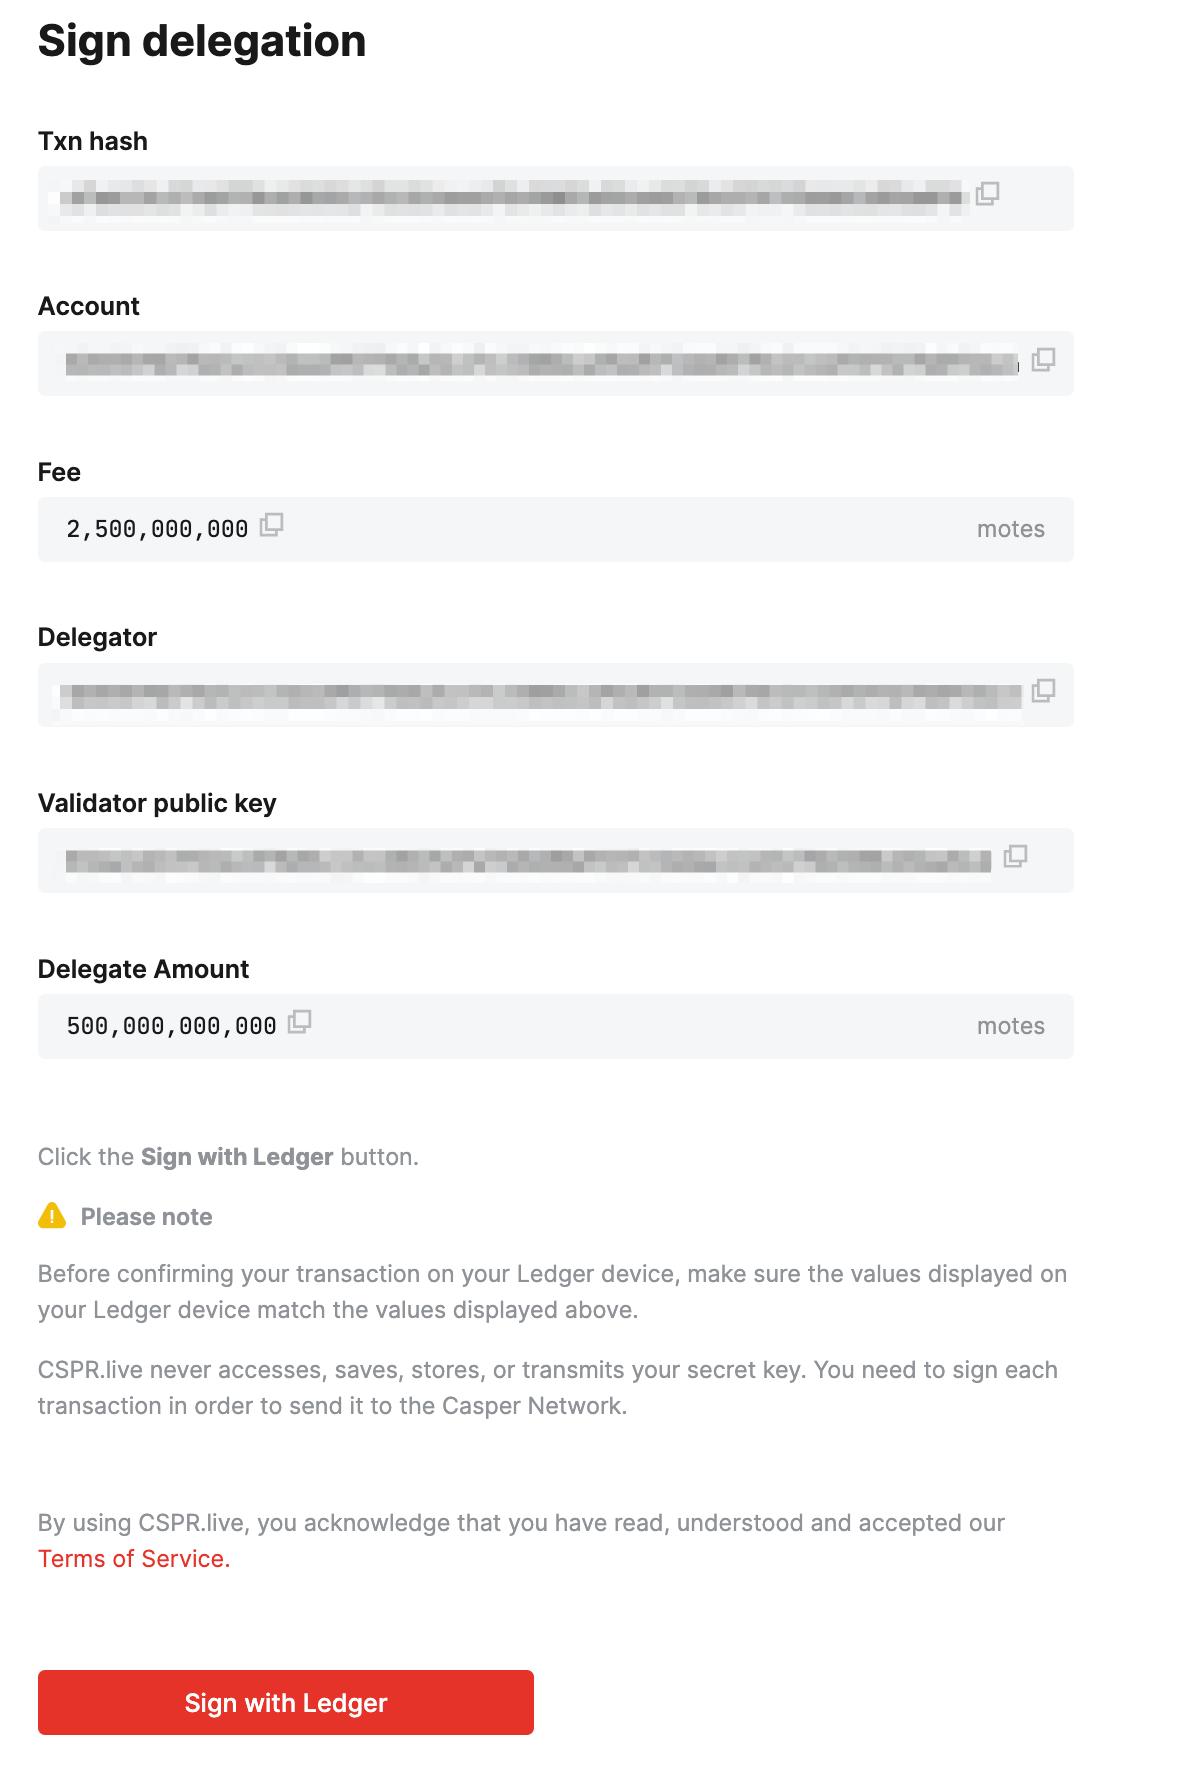 Sign delegation
Txn hash
Account
Fee
2,500,000,000
motes
Delegator
Validator public key
Delegate Amount
500,000,000,000
motes
Click the Sign with Ledger button.
Please note
Before confirming your transaction on your Ledger device, make sure the values displayed on
your Ledger device match the values displayed above.
CSPR.live never accesses, saves, stores, or transmits your secret key. You need to sign each
transaction in order to send it to the Casper Network.
By using CSPR.live, you acknowledge that you have read, understood and accepted our
Terms of Service.
Sign with Ledger